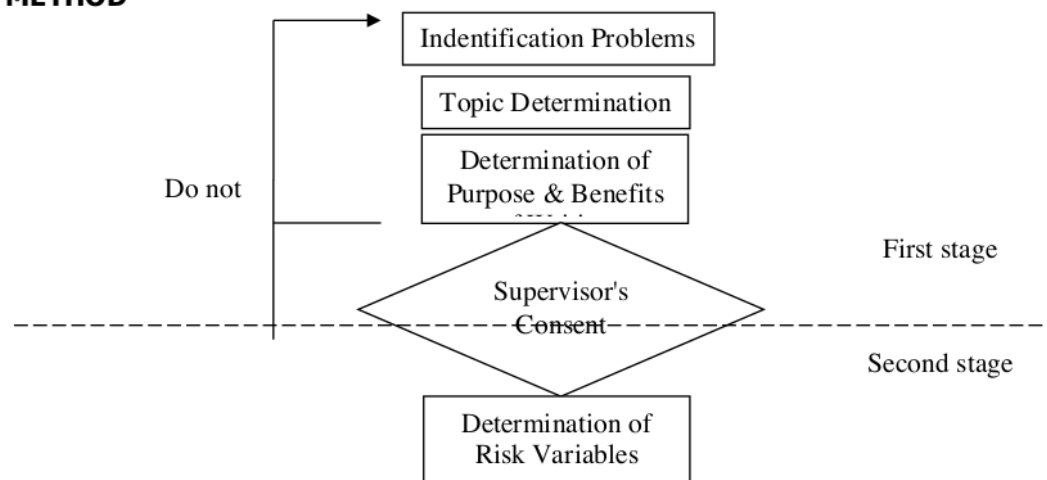 METHOD
Indentification Problems
Topic Determination
Determination of
Purpose & Benefits
Do not
First stage
Supervisor's
Consent
Second stage
Determination of
Risk Variables